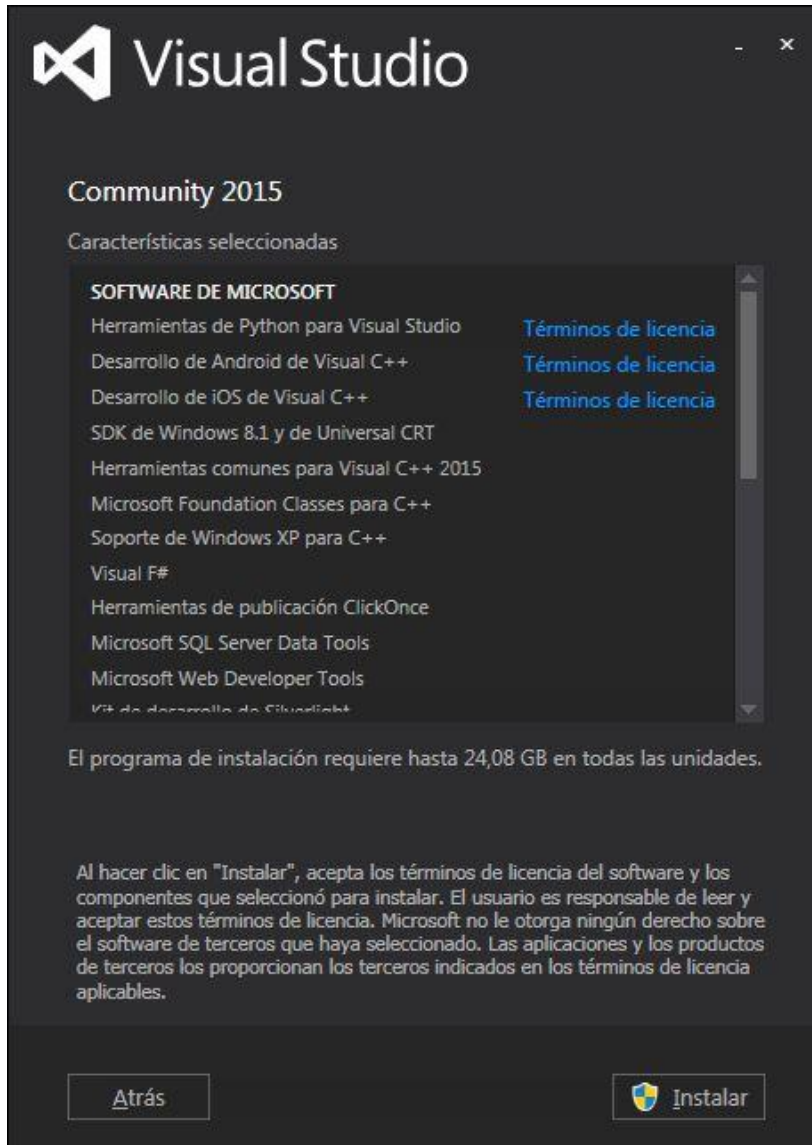 Visual Studio
Community 2015
Características seleccionadas
SOFTWARE DE MICROSOFT
Herramientas de Python para Visual Studio Términos de licencia
Desarrollo de Android de Visual C++ Términos de licencia
Desarrollo de iOS de Visual C++ Términos de licencia
SDK de Windows 8.1 y de Universal CRT
Herramientas comunes para Visual C++ 2015
Microsoft Foundation Classes para C++
Soporte de Windows XP para C++
Visual F#
Herramientas de publicación ClickOnce
Microsoft SQL Server Data Tools
Microsoft Web Developer Tools
Kit de desarrollo de Silverlight
El programa de instalación requiere hasta 24,08 GB en todas las unidades.
Al hacer clic en "Instalar", acepta los términos de licencia del software y los
componentes que seleccionó para instalar. El usuario es responsable de leer y
aceptar estos términos de licencia. Microsoft no le otorga ningún derecho sobre
el software de terceros que haya seleccionado. Las aplicaciones y los productos
de terceros los proporcionan los terceros indicados en los términos de licencia
aplicables.
Atrás
Instalar